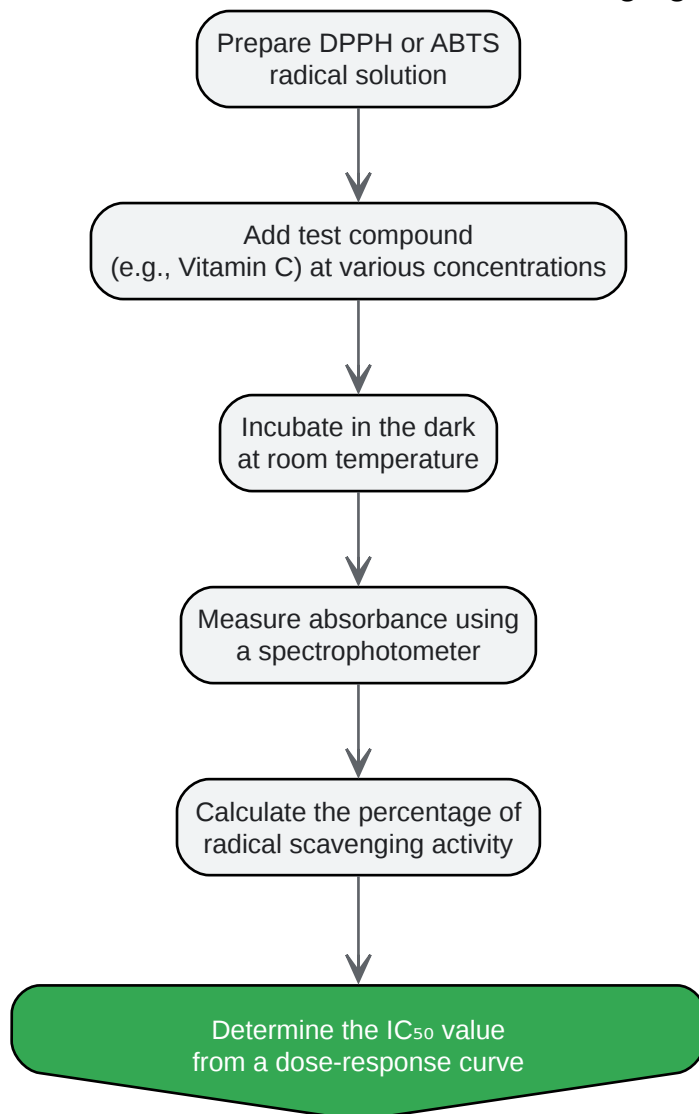 Prepare DPPH or ABTS
radical solution
Add test compound
(e.g., Vitamin C) at various concentrations
Incubate in the dark
at room temperature
Measure absorbance using
a spectrophotometer
Calculate the percentage of
radical scavenging activity
Determine the IC₅₀ value
from a dose-response curve